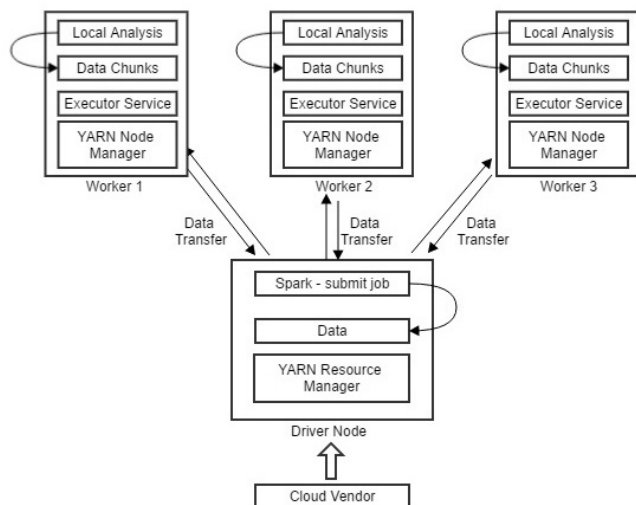 Local Analysis
Data Chunks
Executor Service
YARN Node
Manager
Worker 1
Local Analysis
Data Chunks
Executor Service
YARN Node
Manager
Worker 2
Local Analysis
Data Chunks
Executor Service
YARN Node
Manager
Worker 3
Data
Transfer
Data
Transfer
Data
Transfer
Spark - submit job
Data
YARN Resource
Manager
Driver Node
Cloud Vendor